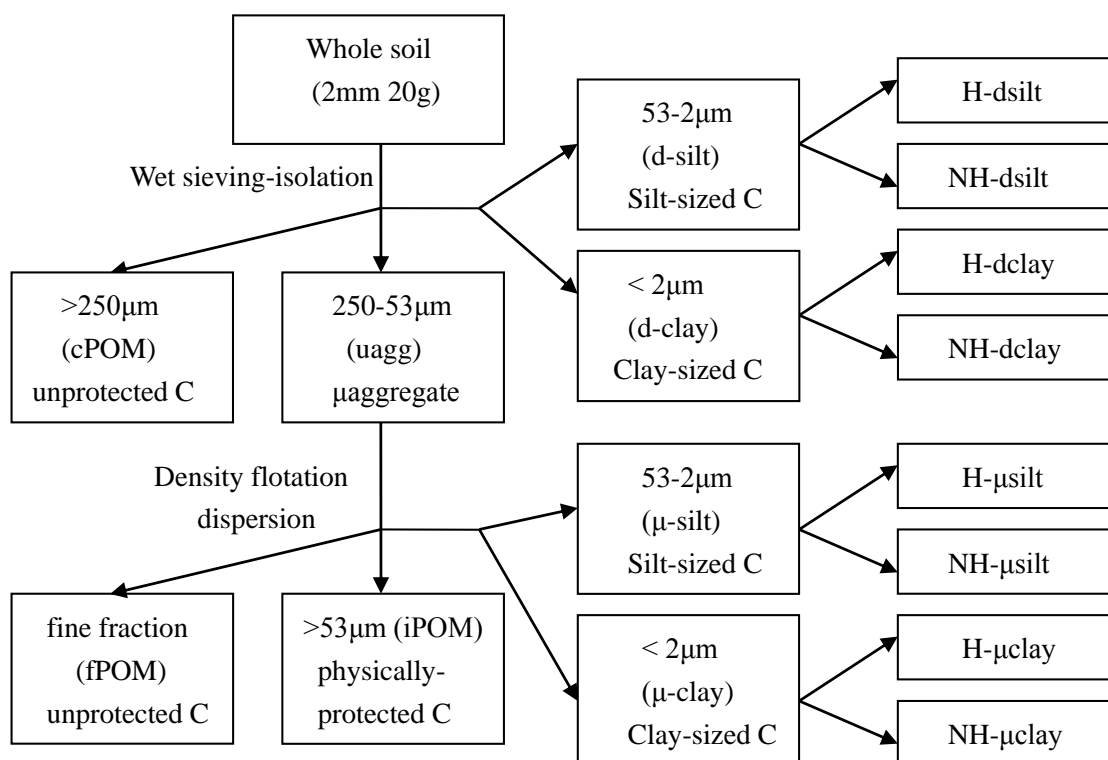 Whole soil
(2mm 20g)
Wet sieving-isolation
53-2μm
(d-silt)
Silt-sized C
H-dsilt
NH-dsilt
>250μm
(cPOM)
unprotected C
250-53μm
(uagg)
μaggregate
< 2μm
(d-clay)
Clay-sized C
H-dclay
NH-dclay
Density flotation
dispersion
53-2μm
(μ-silt)
Silt-sized C
H-μsilt
NH-μsilt
fine fraction
(fPOM)
unprotected C
>53μm (iPOM)
physically-
protected C
< 2μm
(μ-clay)
Clay-sized C
H-μclay
NH-μclay